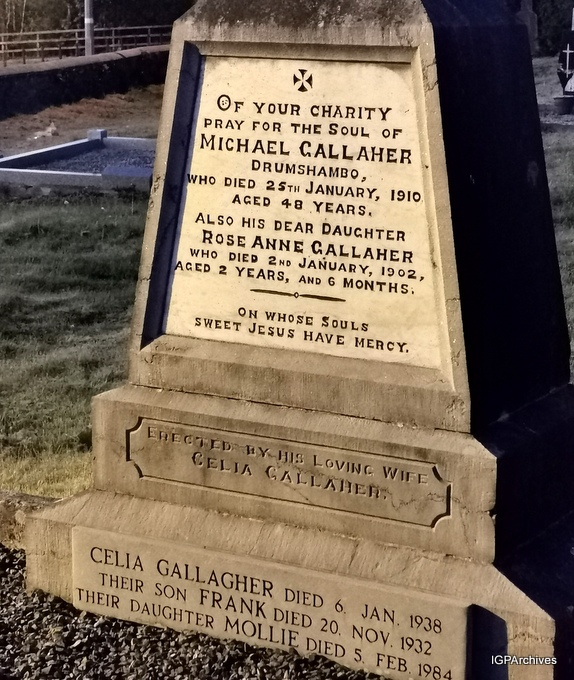 OF YOUR CHARITY
PRAY FOR THE SOUL OF
MICHAEL GALLAHER
DRUMSHAMBO,
WHO DIED 25TH JANUARY, 1910
AGED 48 YEARS.
ALSO HIS DEAR DAUGHTER
ROSE ANNE GALLAHER
WHO DIED 2ND JANUARY, 1902,
AGED 2 YEARS, AND 6 MONTHS.
ON WHOSE SOULS
SWEET JESUS HAVE MERCY.
ERECTED BY HIS LOVING WIFE
CELIA GALLAHER.
CELIA GALLAGHER DIED 6. JAN. 1938
THEIR SON FRANK DIED 20. NOV. 1932
THEIR DAUGHTER MOLLIE DIED 5. FEB. 1984
IGPArchives